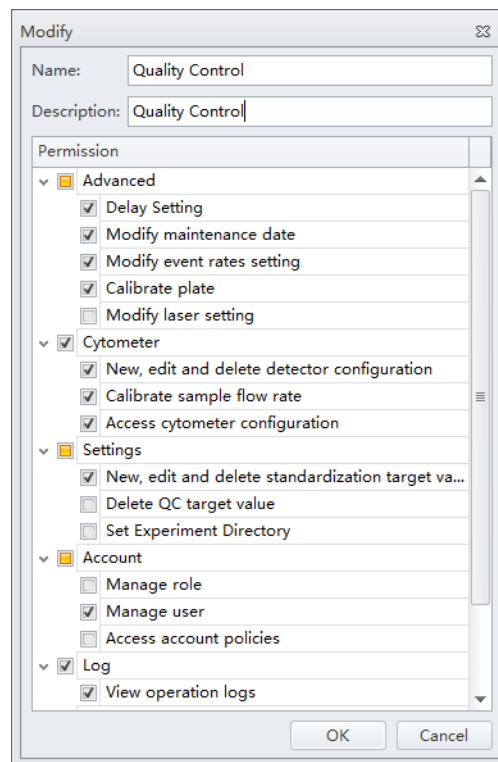 Modify
Name: Quality Control
Description: Quality Control
Permission
Advanced
Delay Setting
Modify maintenance date
Modify event rates setting
Calibrate plate
Modify laser setting
Cytometer
New, edit and delete detector configuration
Calibrate sample flow rate
Access cytometer configuration
Settings
New, edit and delete standardization target va...
Delete QC target value
Set Experiment Directory
Account
Manage role
Manage user
Access account policies
Log
View operation logs
OK Cancel